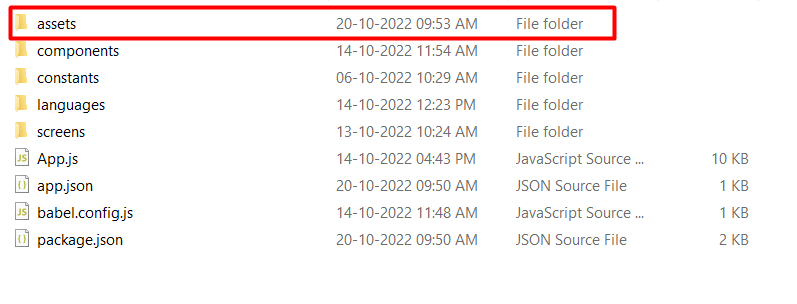 assets 20-10-2022 09:53 AM File folder
components 14-10-2022 11:54 AM File folder
constants 06-10-2022 10:29 AM File folder
languages 14-10-2022 12:23 PM File folder
screens 13-10-2022 10:24 AM File folder
JS App.js 14-10-2022 04:43 PM JavaScript Source ... 10 KB
{} app.json 20-10-2022 09:50 AM JSON Source File 1 KB
JS babel.config.js 14-10-2022 11:48 AM JavaScript Source ... 1 KB
{} package.json 20-10-2022 09:50 AM JSON Source File 2 KB